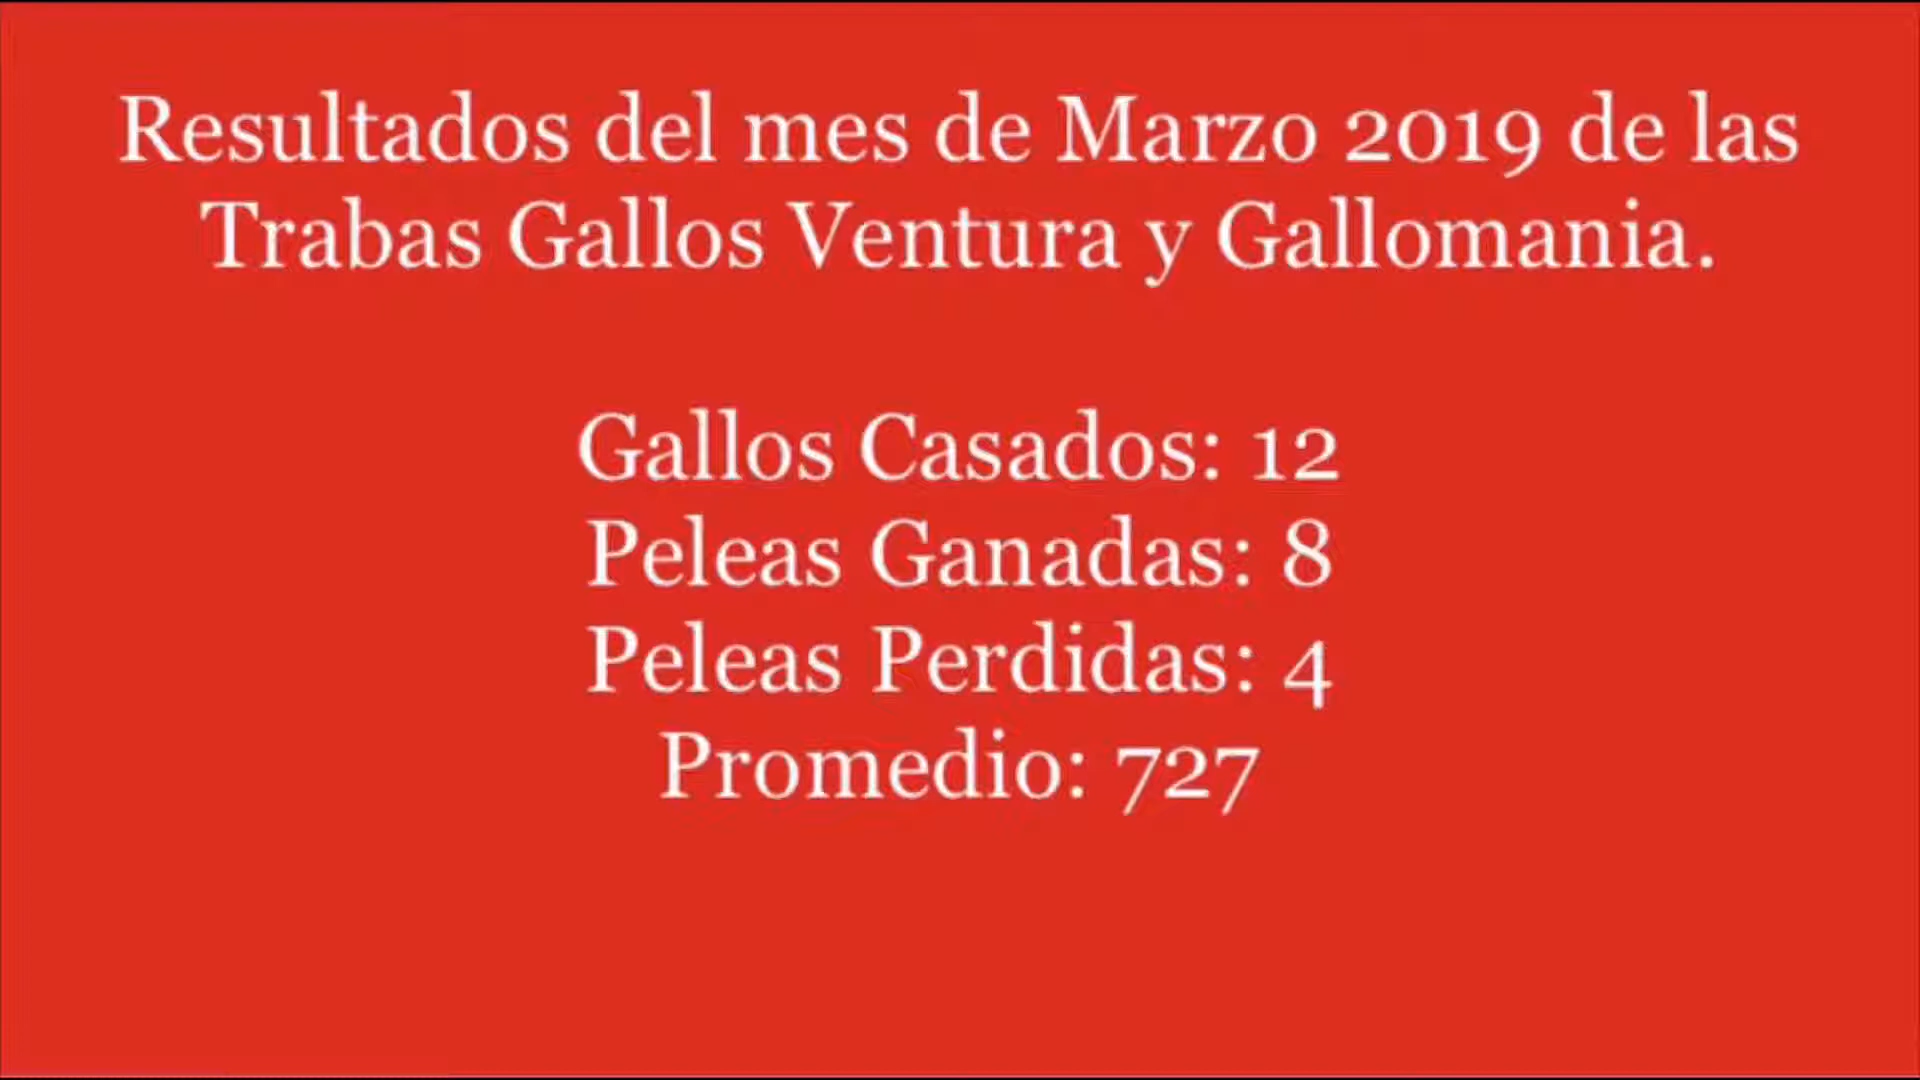 Resultados del mes de Marzo 2019 de las
Trabas Gallos Ventura y Gallomania.
Gallos Casados: 12
Peleas Ganadas: 8
Peleas Perdidas: 4
Promedio: 727